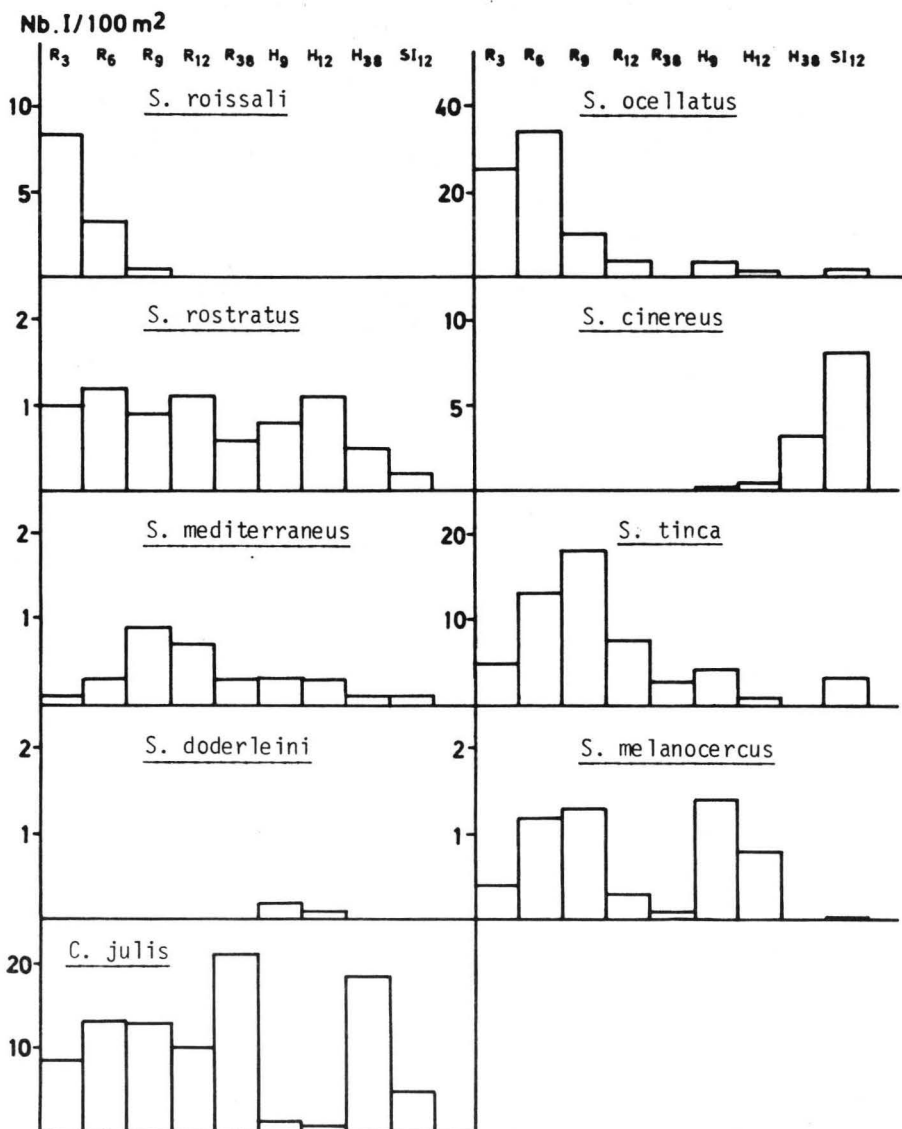 Nb.I/100 m2
R3 R6 R9 R12 R38 H9 H12 H38 SI12 R3 R6 R9 R12 R38 H9 H12 H38 SI12
S. roissali
10
5
S. ocellatus
40
20
S. rostratus
2
1
S. cinereus
10
5
S. mediterraneus
2
1
S. tinca
20
10
S. doderleini
2
1
S. melanocercus
2
1
C. julis
20
10